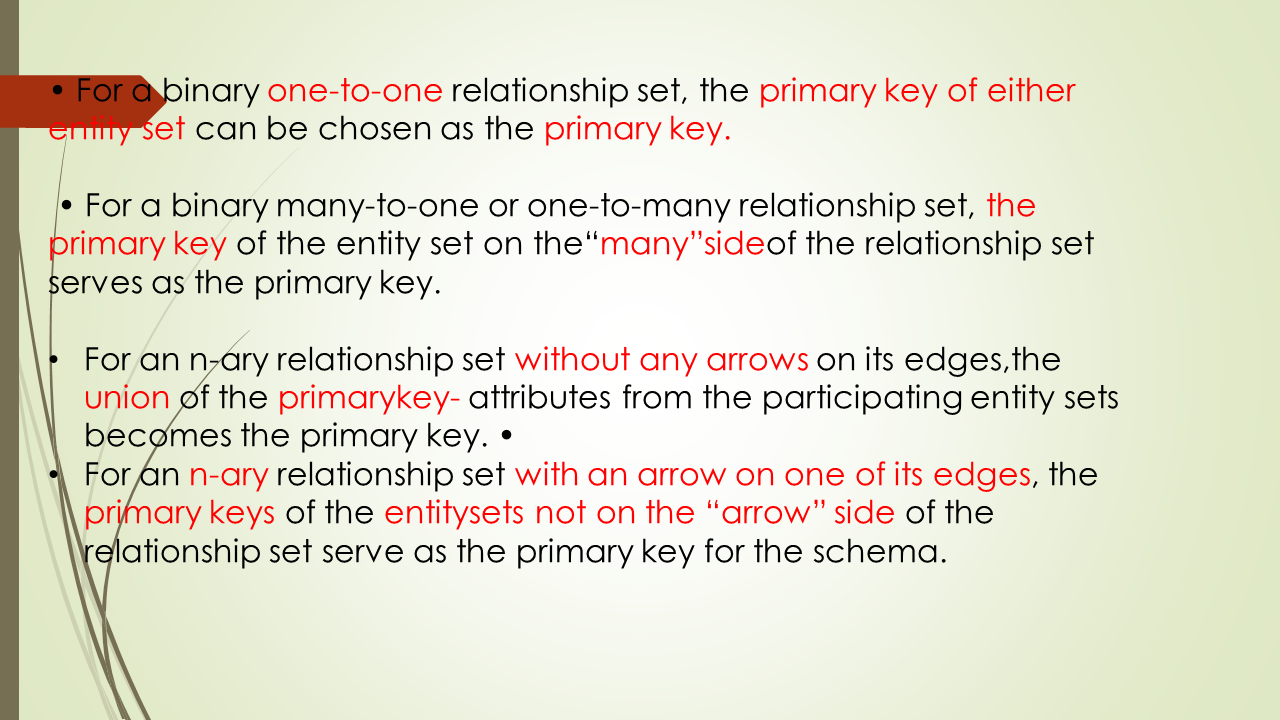 • For a binary one-to-one relationship set, the primary key of either
entity set can be chosen as the primary key.
• For a binary many-to-one or one-to-many relationship set, the
primary key of the entity set on the“many”sideof the relationship set
serves as the primary key.
• For an n-ary relationship set without any arrows on its edges,the
union of the primarykey- attributes from the participating entity sets
becomes the primary key. •
• For an n-ary relationship set with an arrow on one of its edges, the
primary keys of the entitysets not on the “arrow” side of the
relationship set serve as the primary key for the schema.